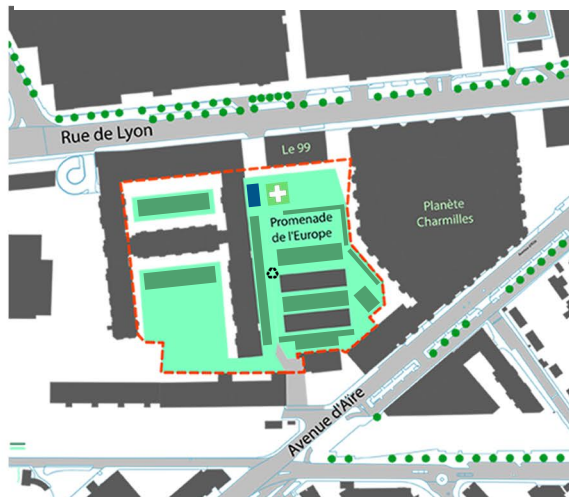 Rue de Lyon
Le 99
Planète
Charmilles
Promenade
de l'Europe
Avenue d'Aïre